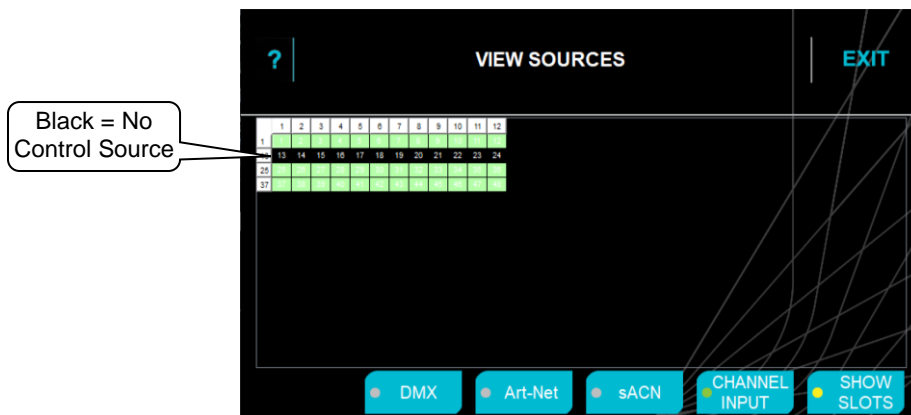 ? VIEW SOURCES EXIT
Black = No
Control Source
1 2 3 4 5 6 7 8 9 10 11 12
1
13 14 15 16 17 18 19 20 21 22 23 24
25
37
DMX Art-Net sACN CHANNEL INPUT SHOW SLOTS